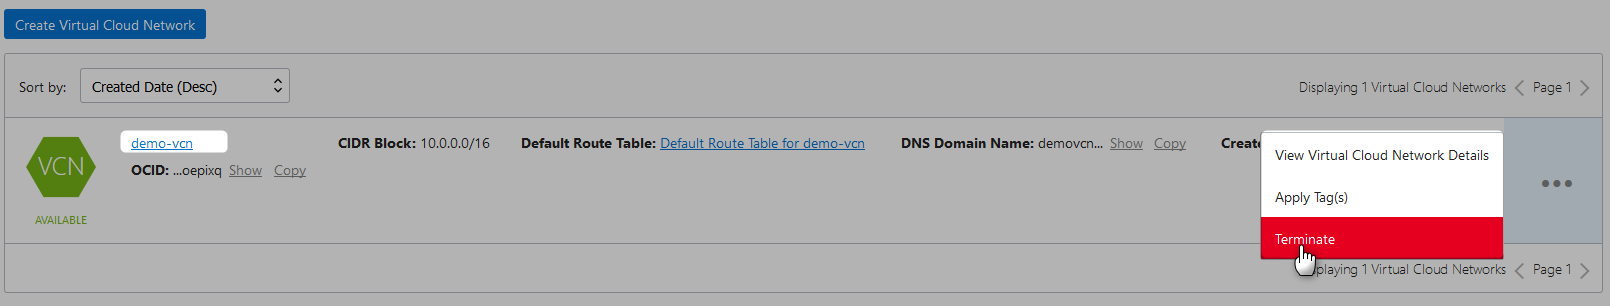 Create Virtual Cloud Network
Sort by: Created Date (Desc) Displaying 1 Virtual Cloud Networks Page 1
VCN
AVAILABLE
demo-vcn CIDR Block: 10.0.0.0/16 Default Route Table: Default Route Table for demo-vcn DNS Domain Name: demovcn... Show Copy Create
OCID: ...oepixq Show Copy
View Virtual Cloud Network Details
•••
Apply Tag(s)
Terminate
playing 1 Virtual Cloud Networks Page 1